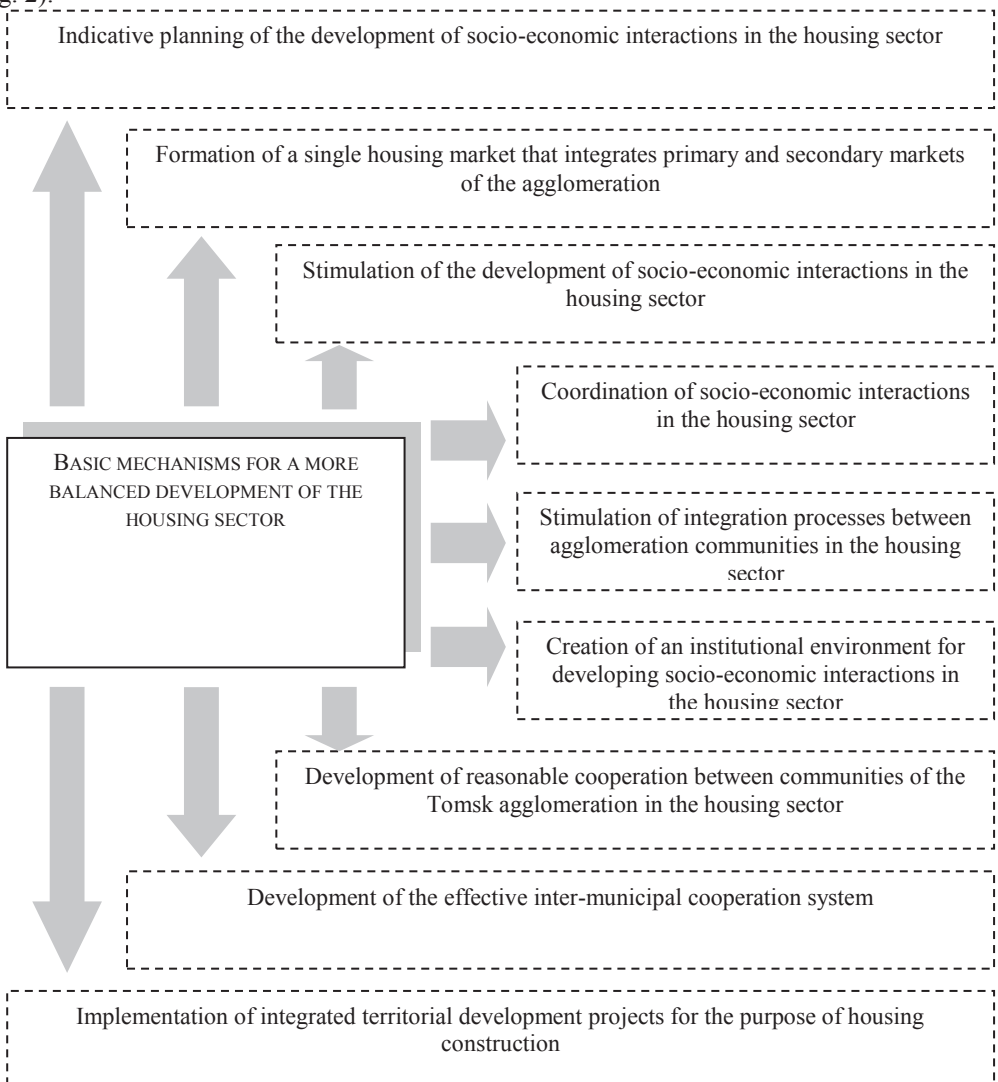 g. 2).
Indicative planning of the development of socio-economic interactions in the housing sector
Formation of a single housing market that integrates primary and secondary markets
of the agglomeration
Stimulation of the development of socio-economic interactions in the
housing sector
Coordination of socio-economic interactions
in the housing sector
BASIC MECHANISMS FOR A MORE
BALANCED DEVELOPMENT OF THE
HOUSING SECTOR
Stimulation of integration processes between
agglomeration communities in the housing
sector
Creation of an institutional environment for
developing socio-economic interactions in
the housing sector
Development of reasonable cooperation between communities of the
Tomsk agglomeration in the housing sector
Development of the effective inter-municipal cooperation system
Implementation of integrated territorial development projects for the purpose of housing
construction